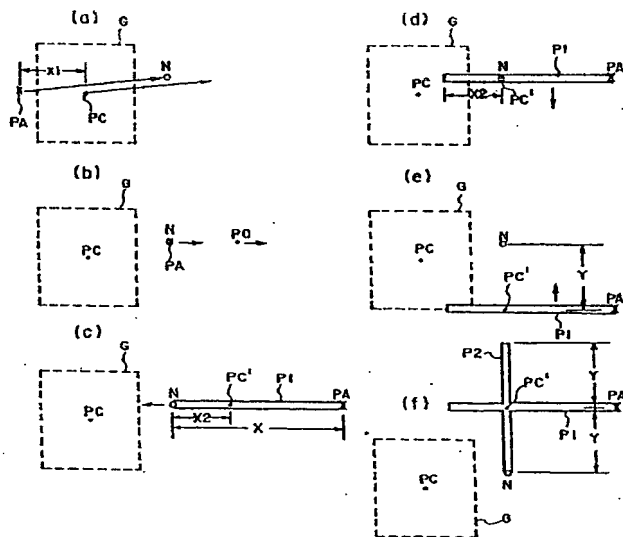 (a)
G
N
X1
PA
PC
(b)
G
N
PO
PC
PA
(c)
G
N
PC' P1 PA
PC
X2
X
(d)
G
N P1 PA
PC
X2 PC'
(e)
G
N
PC
Y
PC' PA
P1
P2
Y
PC' PA
(f)
P1
Y
PC
N
G